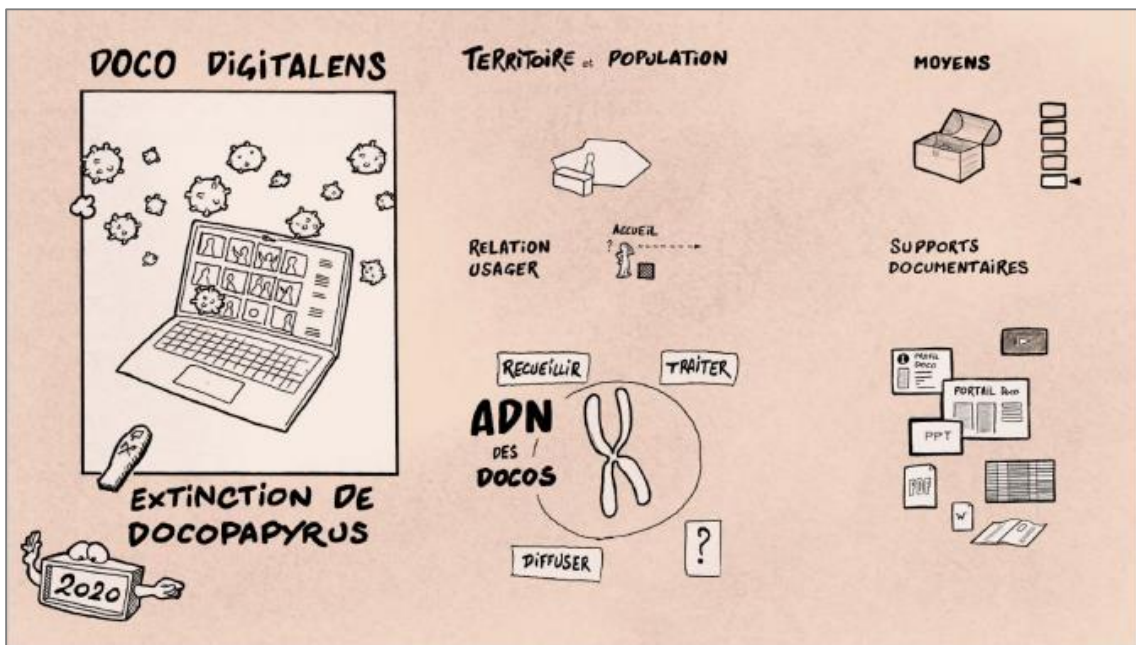 DOCO DiGiTALENS
TERRiTOiRE et POPULATION
MOYENS
RELATION
USAGER
ACCUEIL
?
SUPPORTS
DOCUMENTAIRES
RECUEiLLiR
TRAiTER
ADN
DES
DOCOS
DiFFUSER
?
i PROFIL
DOCO
PORTAIL Doco
PPT
PDF
W
EXTiNCTiON DE
DOCOPAPYRUS
2020